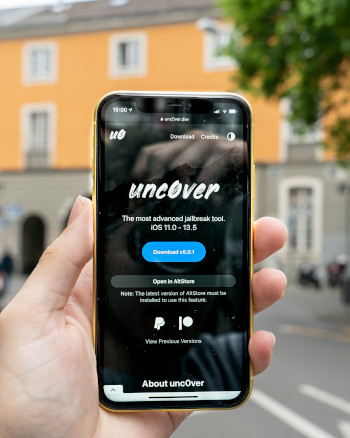 15:00
unc0ver.dev
u0 Download Credits
unc0ver
The most advanced jailbreak tool.
iOS 11.0 - 13.5
Download v5.0.1
Open in AltStore
Note: The latest version of AltStore must be
installed to use this feature.
View Previous Versions
About unc0ver